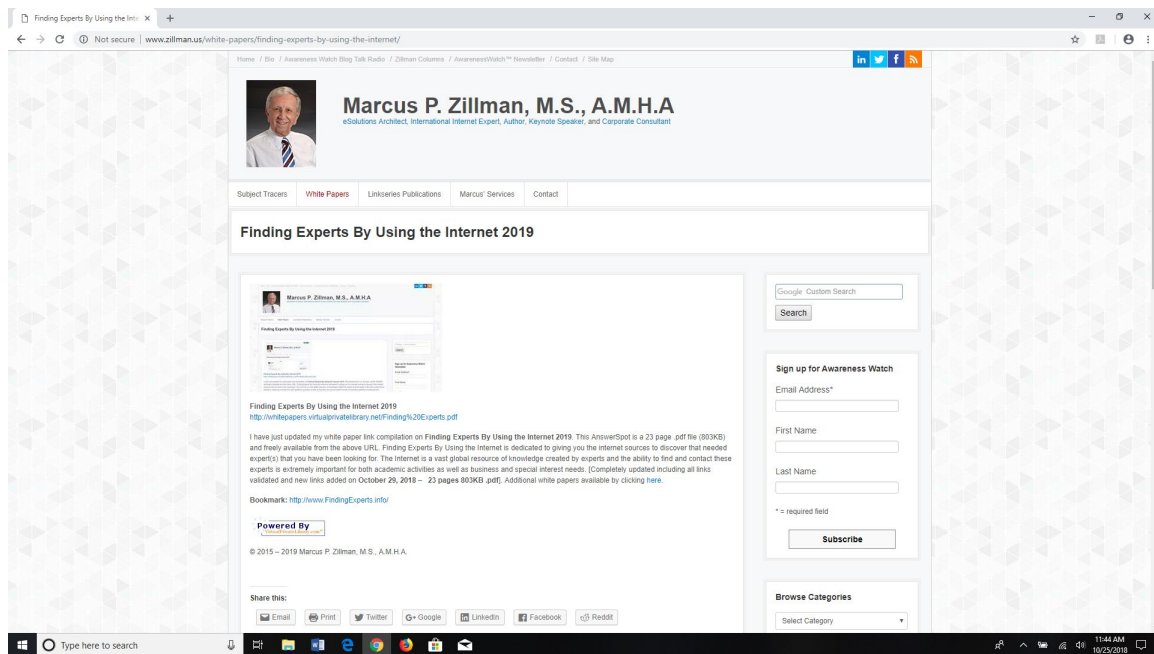 Finding Experts By Using the Inte
Not secure | www.zillman.us/white-papers/finding-experts-by-using-the-internet/
Home / Bio / Awareness Watch Blog Talk Radio / Zillman Columns / AwarenessWatch™ Newsletter / Contact / Site Map
Marcus P. Zillman, M.S., A.M.H.A
eSolutions Architect, International Internet Expert, Author, Keynote Speaker, and Corporate Consultant
Subject Tracers White Papers Linkseries Publications Marcus' Services Contact
Finding Experts By Using the Internet 2019
Marcus P. Zillman, M.S., A.M.H.A
Finding Experts By Using the Internet 2019
Finding Experts By Using the Internet 2019
http://whitepapers.virtualprivatelibrary.net/Finding%20Experts.pdf
I have just updated my white paper link compilation on Finding Experts By Using the Internet 2019. This AnswerSpot is a 23 page .pdf file (803KB)
and freely available from the above URL. Finding Experts By Using the Internet is dedicated to giving you the internet sources to discover that needed
expert(s) that you have been looking for. The Internet is a vast global resource of knowledge created by experts and the ability to find and contact these
experts is extremely important for both academic activities as well as business and special interest needs. [Completely updated including all links
validated and new links added on October 29, 2018 – 23 pages 803KB .pdf]. Additional white papers available by clicking here.
Bookmark: http://www.FindingExperts.info/
Powered By
© 2015 – 2019 Marcus P. Zillman, M.S., A.M.H.A.
Share this:
Email Print Twitter Google LinkedIn Facebook Reddit
Google Custom Search
Search
Sign up for Awareness Watch
Email Address*
First Name
Last Name
* = required field
Subscribe
Browse Categories
Select Category
Type here to search
11:44 AM
10/25/2018